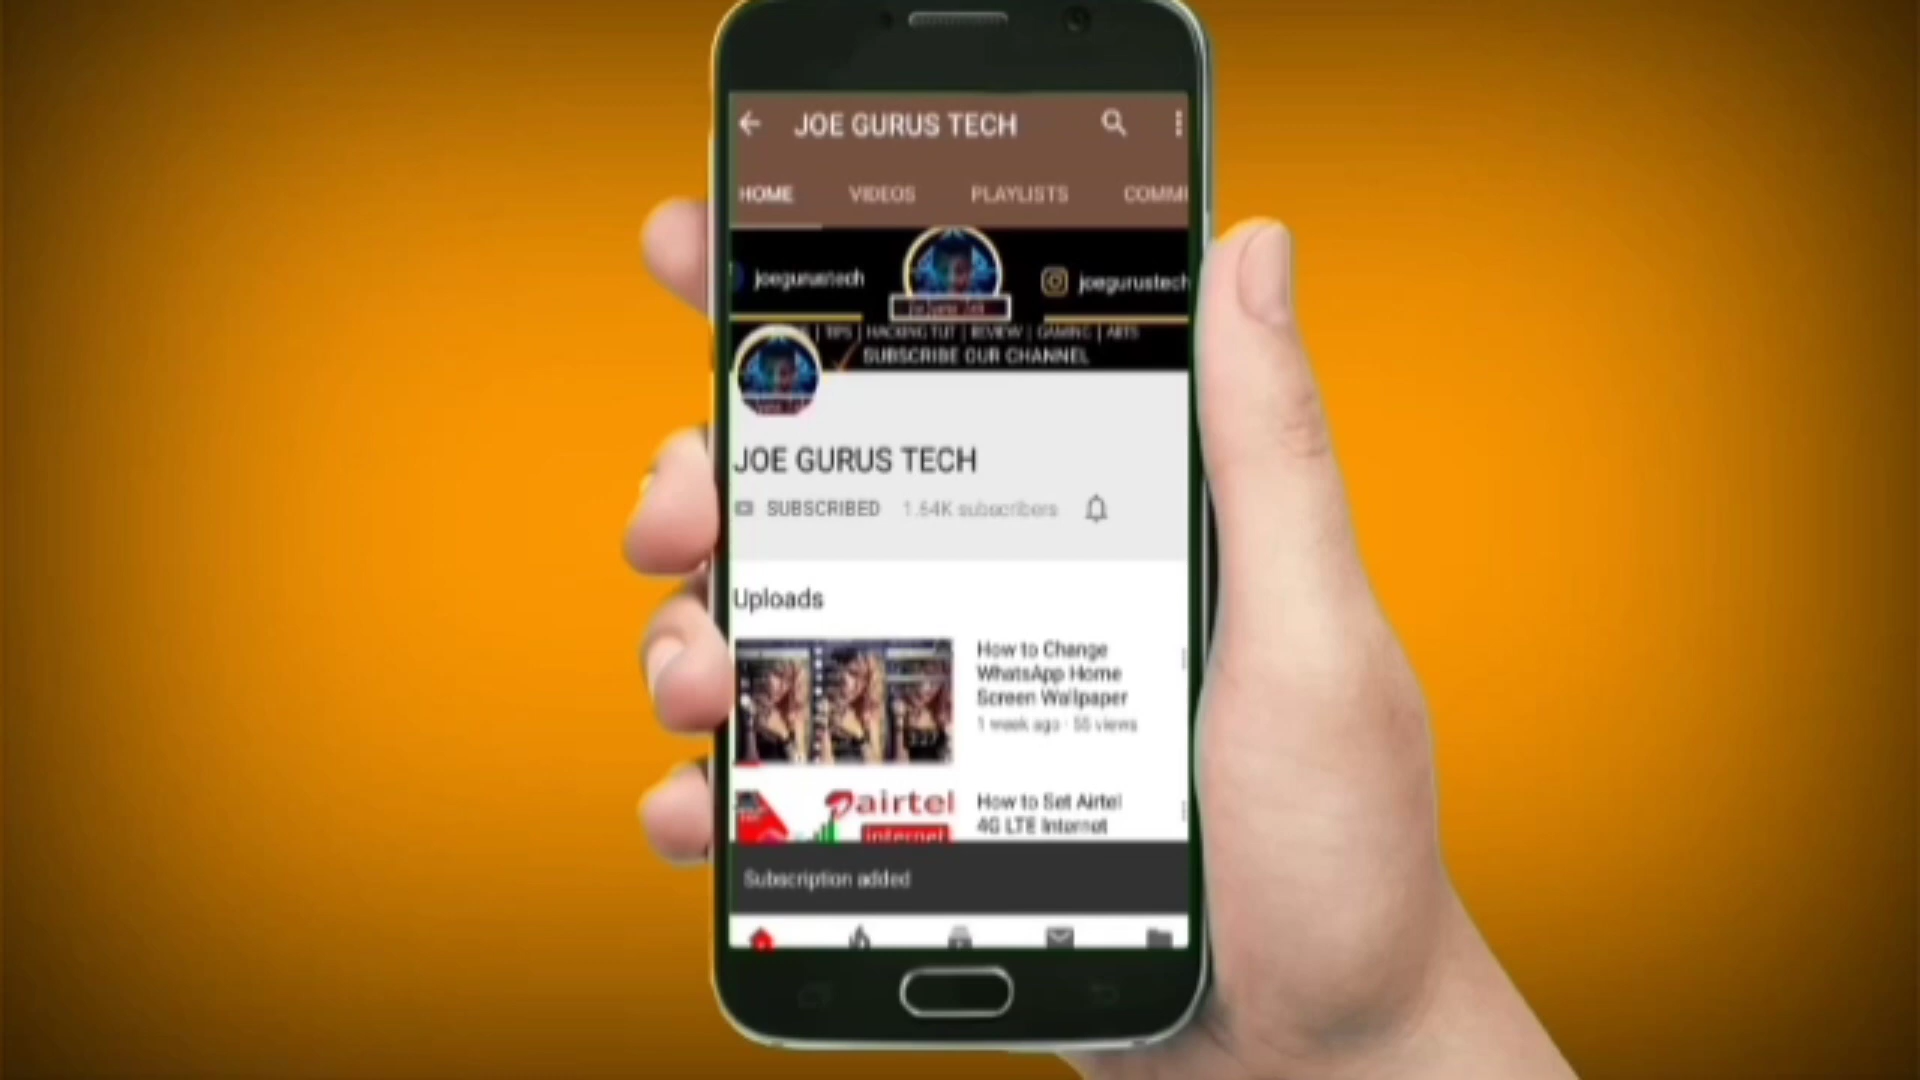 JOE GURUS TECH
HOME VIDEOS PLAYLISTS COMM
joegurustech
joegurustech
| TIPS | HACKING TUT | REVIEW | GAMING | ARTS
SUBSCRIBE OUR CHANNEL
JOE GURUS TECH
SUBSCRIBED 1.64K subscribers
Uploads
How to Change
WhatsApp Home
Screen Wallpaper
1 week ago · 55 views
airtel
internet
How to Set Airtel
4G LTE Internet
Subscription added